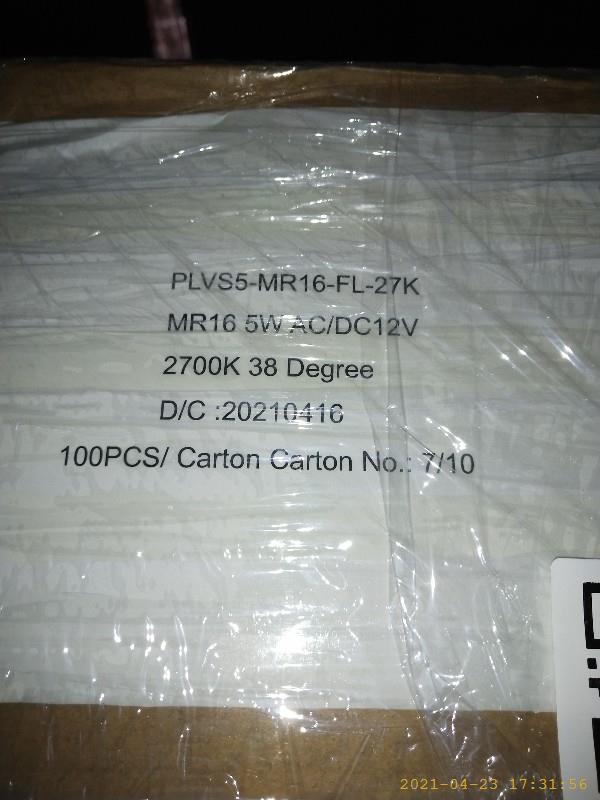 PLVS5-MR16-FL-27K
MR16 5W AC/DC12V
2700K 38 Degree
D/C :20210416
100PCS/ Carton Carton No.: 7/10
2021-04-23 17:31:56